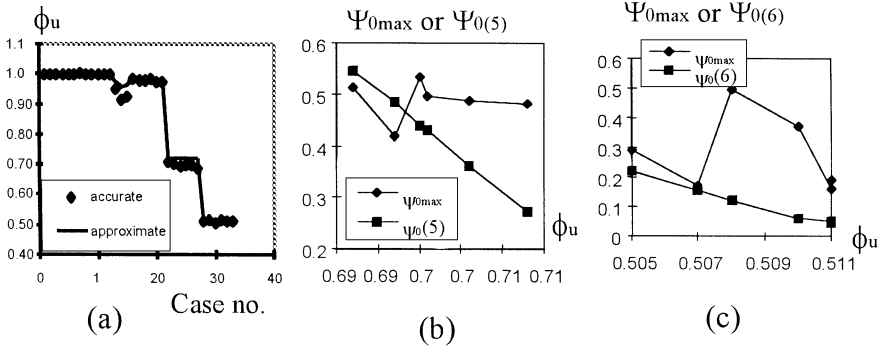 ϕu
1.1
1.0
0.90
0.80
0.70
0.60
0.50
0.40
accurate
approximate
0 1 20 30 40
Case no.
(a)
Ψ0max or Ψ0(5)
0.6
0.5
0.4
0.3
0.2
ψ0max
ψ0(5)
ϕu
0.69 0.69 0.7 0.7 0.71 0.71
(b)
Ψ0max or Ψ0(6)
0.6
0.5
0.4
0.3
0.2
0.1
0
ψ0max
ψ0(6)
ϕu
0.505 0.507 0.509 0.511
(c)